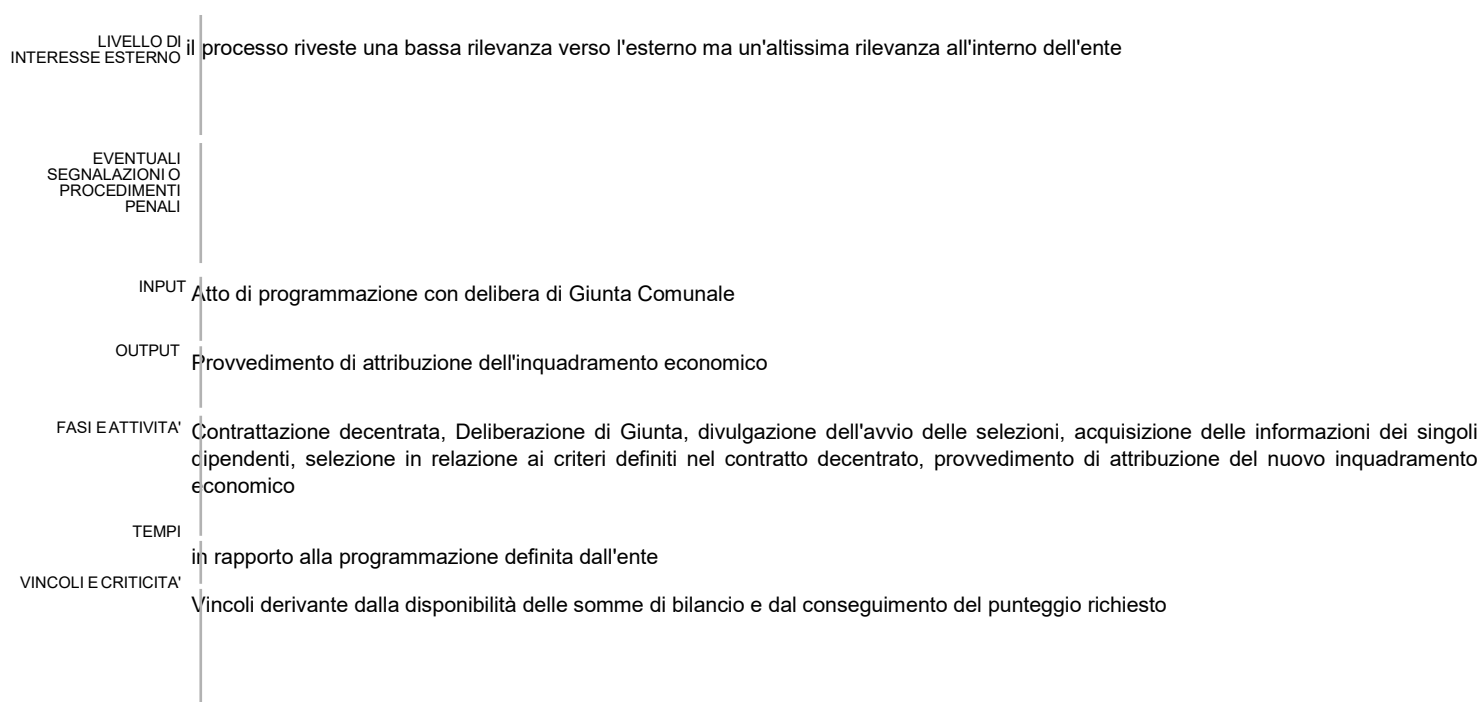 LIVELLO DI
INTERESSE ESTERNO
il processo riveste una bassa rilevanza verso l'esterno ma un'altissima rilevanza all'interno dell'ente
EVENTUALI
SEGNALAZIONI O
PROCEDIMENTI
PENALI
INPUT
Atto di programmazione con delibera di Giunta Comunale
OUTPUT
Provvedimento di attribuzione dell'inquadramento economico
FASI E ATTIVITA'
Contrattazione decentrata, Deliberazione di Giunta, divulgazione dell'avvio delle selezioni, acquisizione delle informazioni dei singoli
dipendenti, selezione in relazione ai criteri definiti nel contratto decentrato, provvedimento di attribuzione del nuovo inquadramento
economico
TEMPI
in rapporto alla programmazione definita dall'ente
VINCOLI E CRITICITA'
Vincoli derivante dalla disponibilità delle somme di bilancio e dal conseguimento del punteggio richiesto